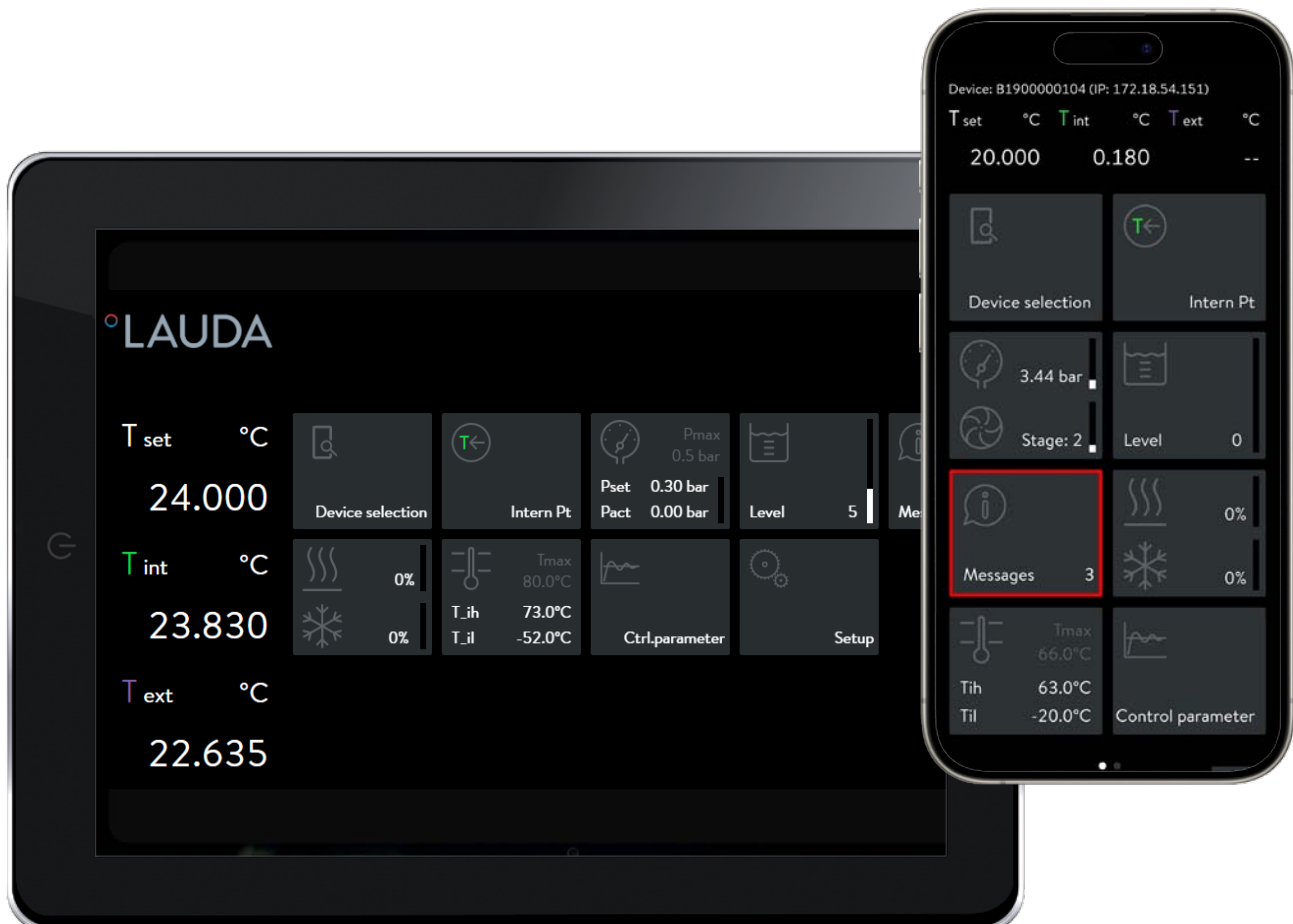 °LAUDA
T set °C
24.000
T int °C
23.830
T ext °C
22.635
Device selection
T←
Intern Pt
Pmax
0.5 bar
Pset 0.30 bar
Pact 0.00 bar
Level 5
0%
0%
Tmax
80.0°C
T_ih 73.0°C
T_il -52.0°C
Ctrl.parameter
Setup
Device: B1900000104 (IP: 172.18.54.151)
T set °C T int °C T ext °C
20.000 0.180 --
Device selection
T←
Intern Pt
3.44 bar
Stage: 2
Level 0
Messages 3
0%
0%
Tmax
66.0°C
Tih 63.0°C
Til -20.0°C
Control parameter